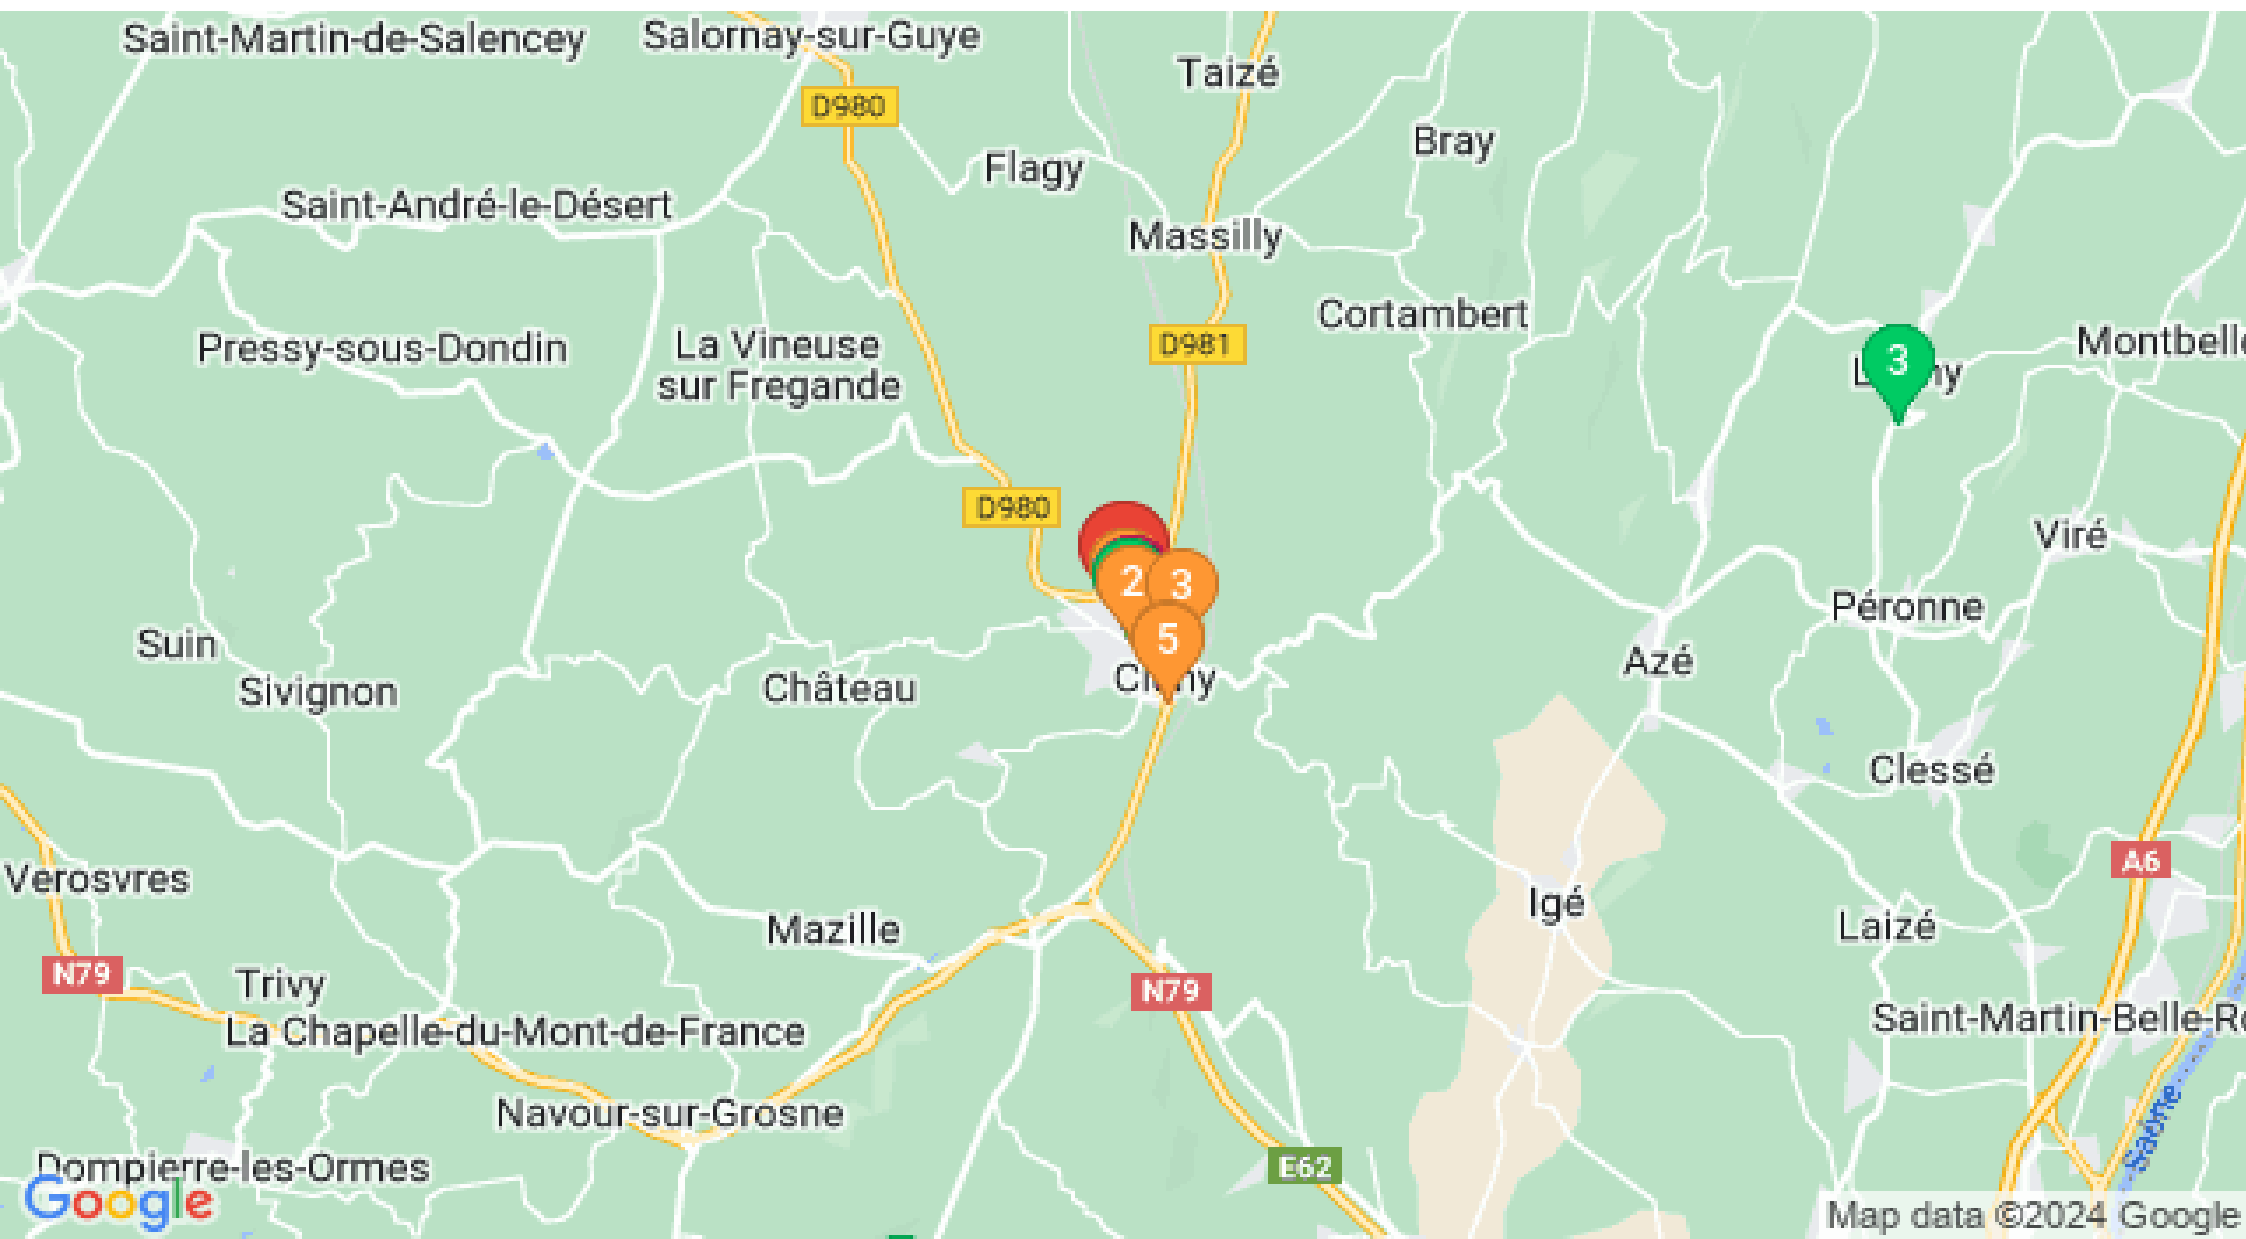 Saint-Martin-de-Salencey
Salornay-sur-Guye
Taizé
D980
Bray
Flagy
Saint-André-le-Désert
Massilly
Cortambert
D981
Montbelle
Pressy-sous-Dondin
La Vineuse
sur Fregande
3
D980
Viré
2
3
Péronne
5
Suin
Azé
Sivignon
Château
Clessé
A6
Verosvres
Igé
Mazille
Laizé
N79
Trivy
N79
Saint-Martin-Belle-Ro
La Chapelle-du-Mont-de-France
Navour-sur-Grosne
Saône
Dompierre-les-Ormes
E62
Google
Map data ©2024 Google